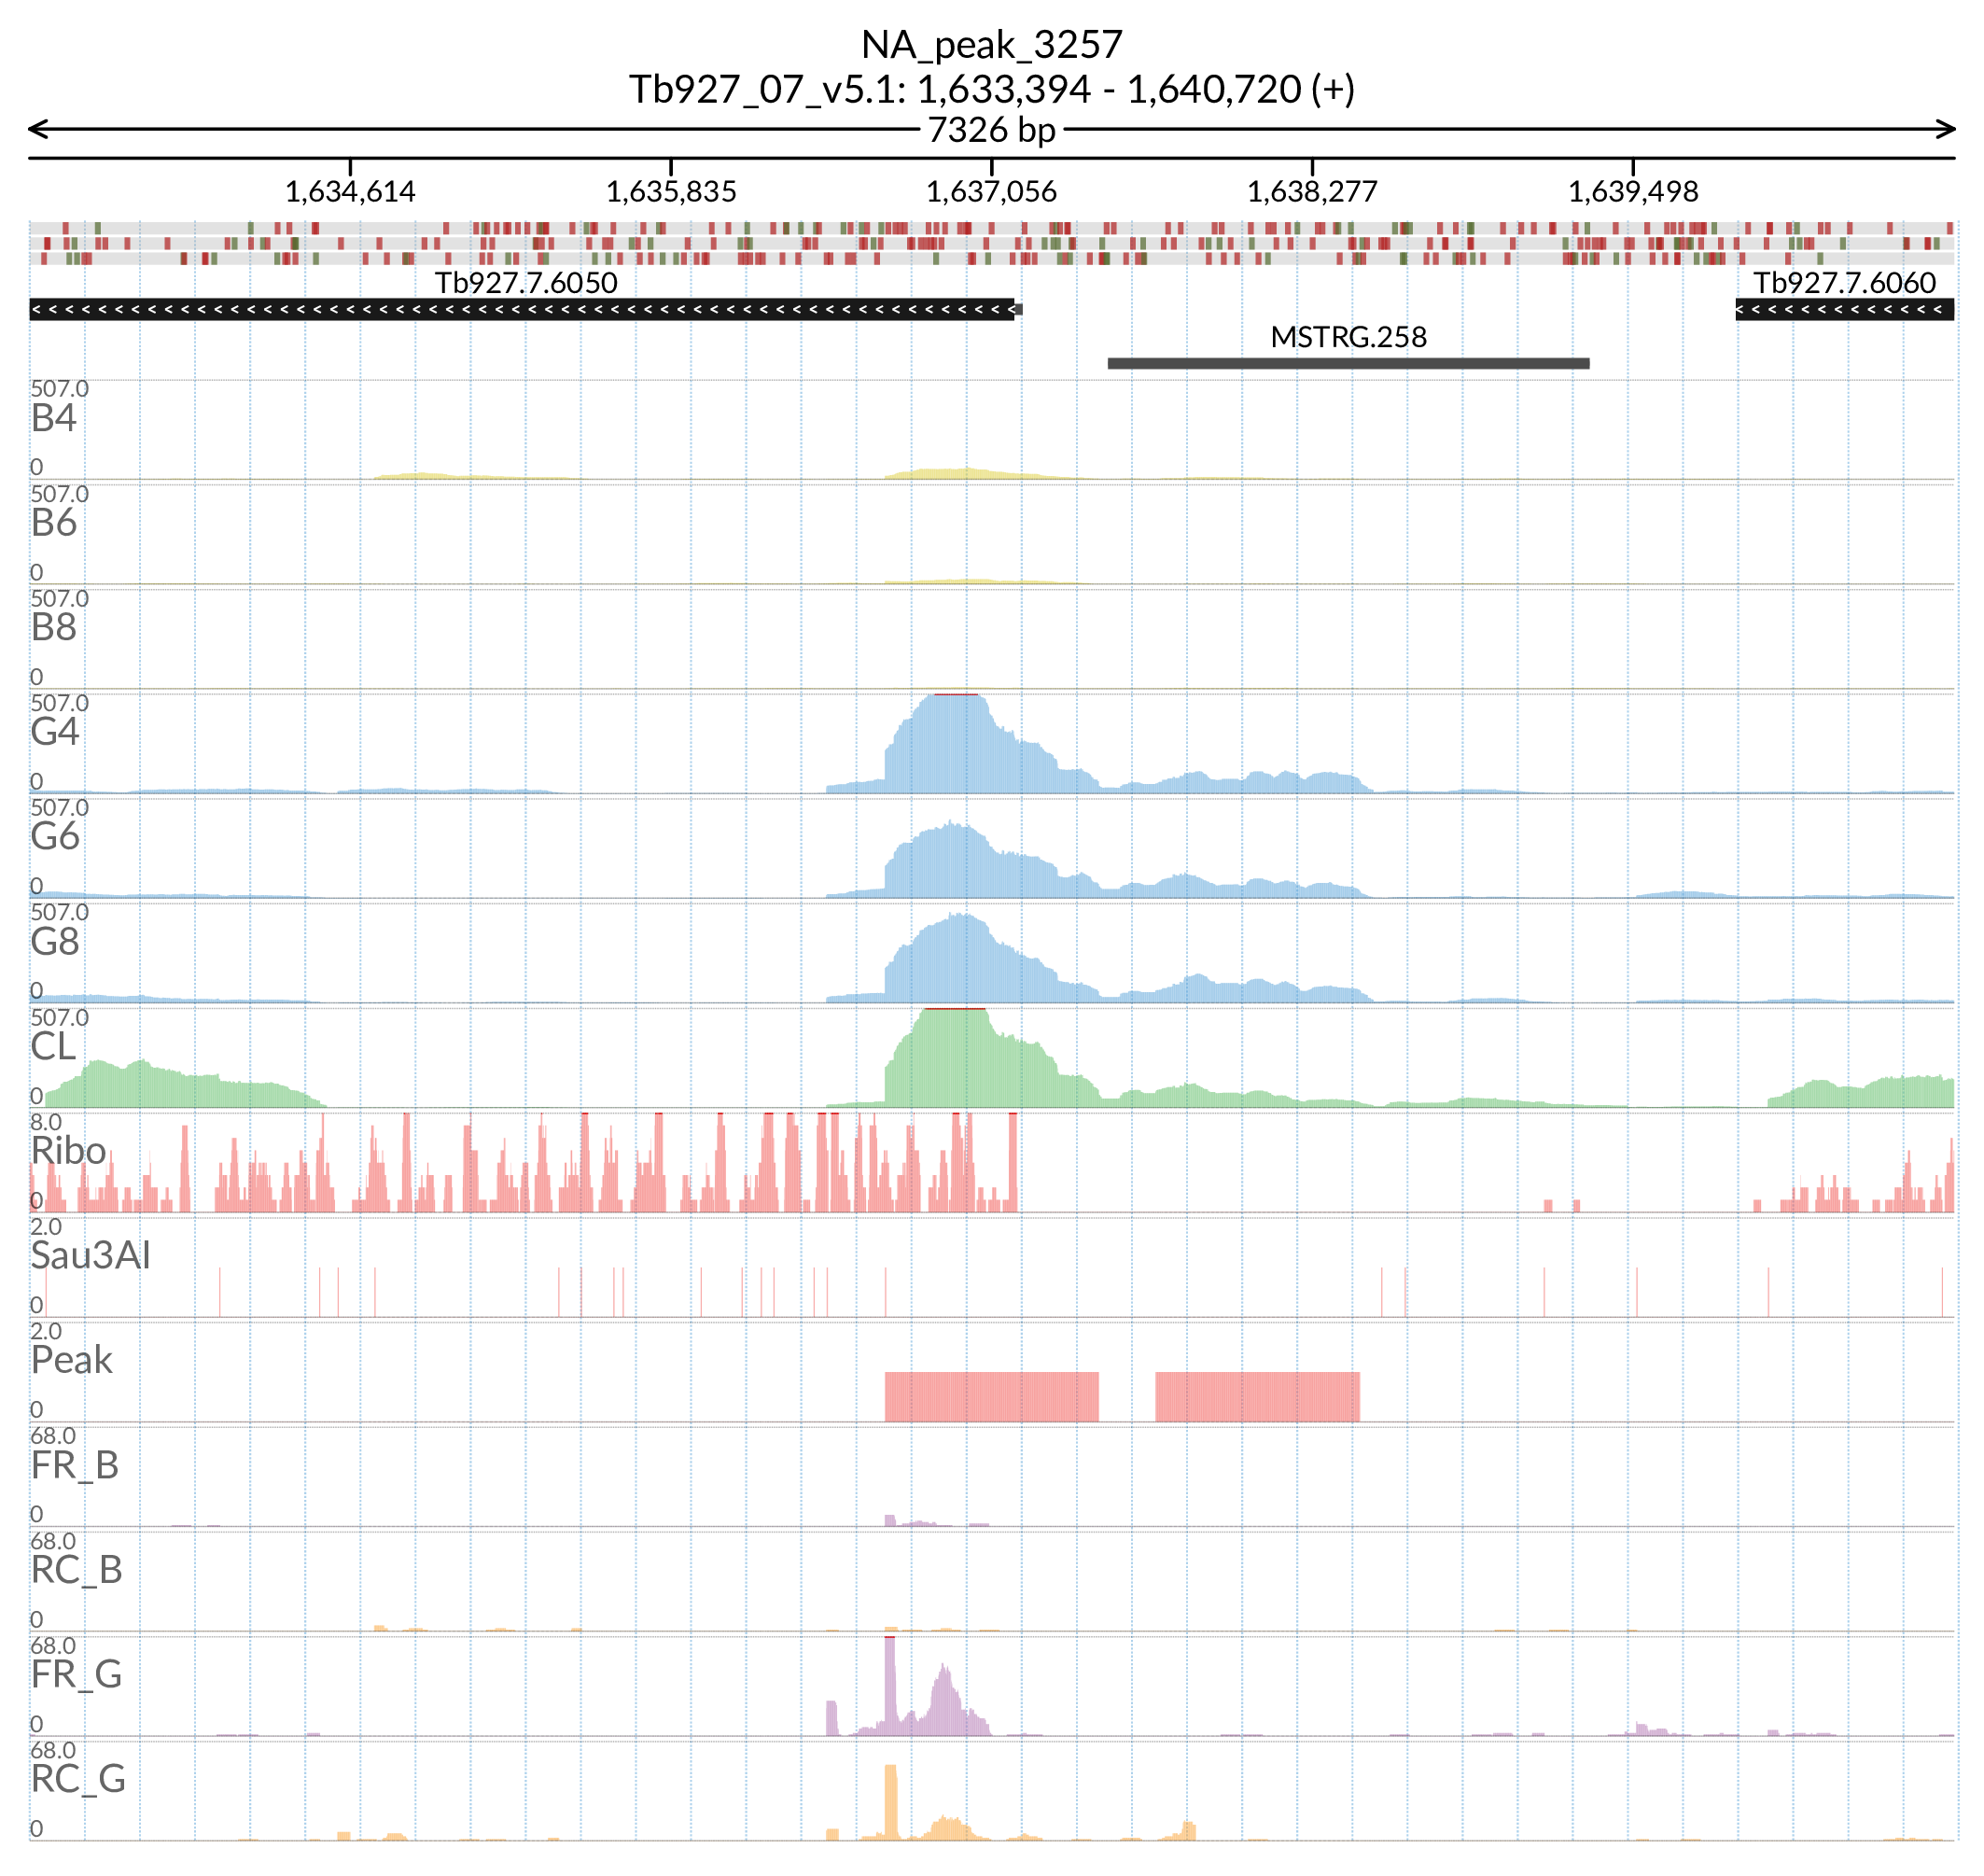 NA_peak_3257
Tb927_07_v5.1: 1,633,394 - 1,640,720 (+)
7326 bp
1,634,614 1,635,835 1,637,056 1,638,277 1,639,498
Tb927.7.6050 Tb927.7.6060
MSTRG.258
507.0
B4
0
507.0
B6
0
507.0
B8
0
507.0
G4
0
507.0
G6
0
507.0
G8
0
507.0
CL
0
8.0
Ribo
0
2.0
Sau3AI
0
2.0
Peak
0
68.0
FR_B
0
68.0
RC_B
0
68.0
FR_G
0
68.0
RC_G
0